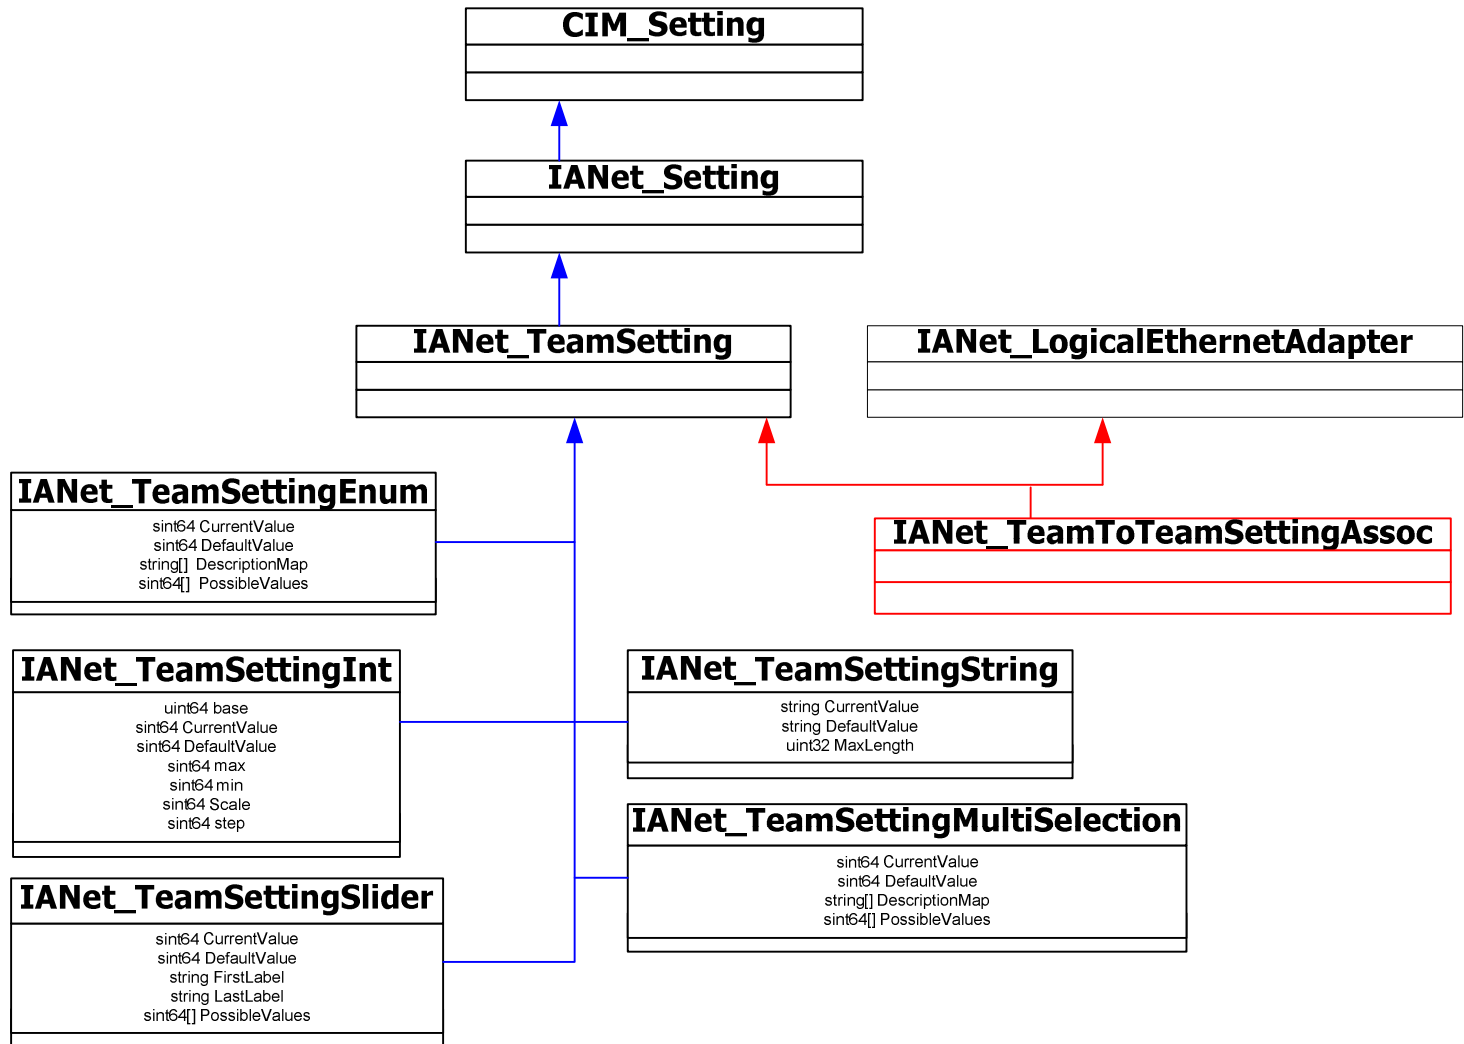 CIM_Setting
IANet_Setting
IANet_TeamSetting
IANet_LogicalEthernetAdapter
IANet_TeamSettingEnum
sint64 CurrentValue
sint64 DefaultValue
string[] DescriptionMap
sint64[] PossibleValues
IANet_TeamToTeamSettingAssoc
IANet_TeamSettingInt
uint64 base
sint64 CurrentValue
sint64 DefaultValue
sint64 max
sint64 min
sint64 Scale
sint64 step
IANet_TeamSettingString
string CurrentValue
string DefaultValue
uint32 MaxLength
IANet_TeamSettingMultiSelection
sint64 CurrentValue
sint64 DefaultValue
string[] DescriptionMap
sint64[] PossibleValues
IANet_TeamSettingSlider
sint64 CurrentValue
sint64 DefaultValue
string FirstLabel
string LastLabel
sint64[] PossibleValues